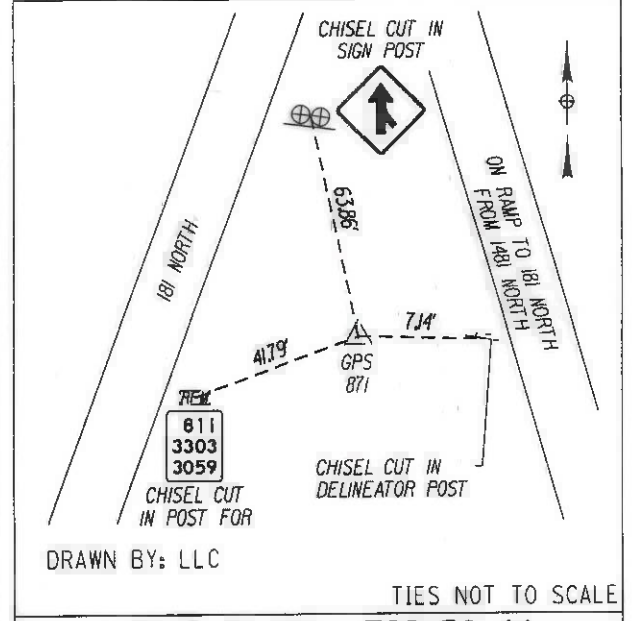 CHISEL CUT IN
SIGN POST
63.86'
181 NORTH
ON RAMP TO 181 NORTH
FROM 1481 NORTH
7.14'
41.79'
GPS
871
811
3303
3059
CHISEL CUT
IN POST FOR
CHISEL CUT IN
DELINEATOR POST
DRAWN BY: LLC
TIES NOT TO SCALE